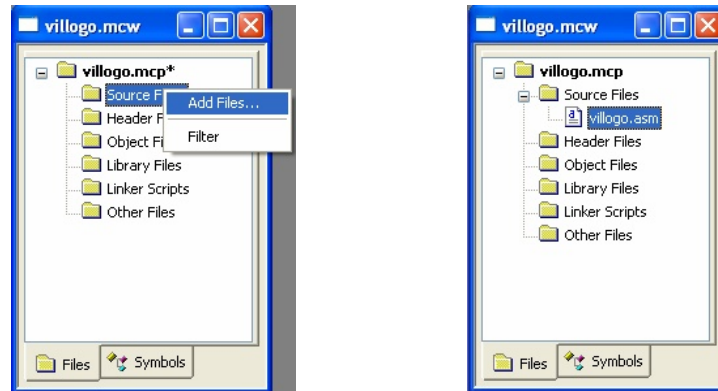 villogo.mcw
villogo.mcp*
Source F
Add Files...
Header F
Filter
Object Fi
Library Files
Linker Scripts
Other Files
Files
Symbols
villogo.mcw
villogo.mcp
Source Files
villogo.asm
Header Files
Object Files
Library Files
Linker Scripts
Other Files
Files
Symbols